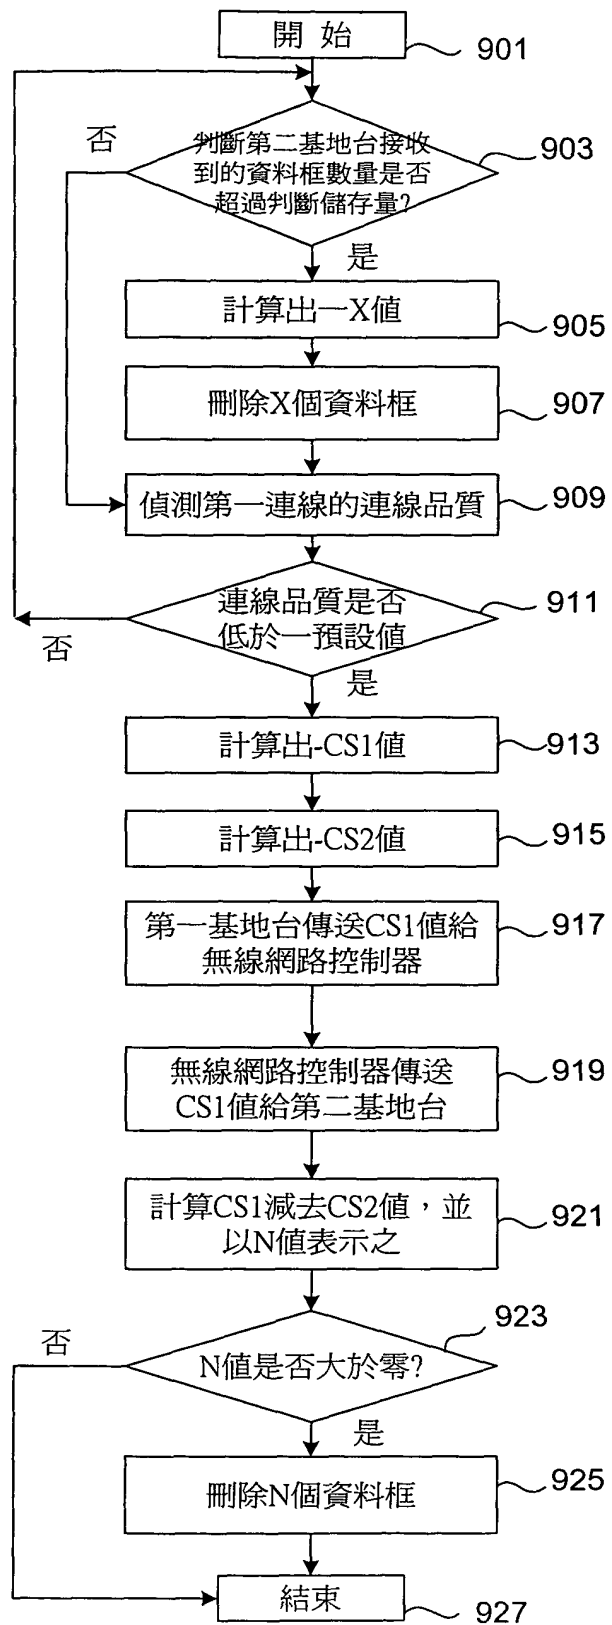 開 始
901
否
判斷第二基地台接收
到的資料框數量是否
超過判斷儲存量?
903
是
計算出一X值
905
刪除X個資料框
907
偵測第一連線的連線品質
909
連線品質是否
低於一預設值
911
否
是
計算出-CS1值
913
計算出-CS2值
915
第一基地台傳送CS1值給
無線網路控制器
917
無線網路控制器傳送
CS1值給第二基地台
919
計算CS1減去CS2值，並
以N值表示之
921
923
否
N值是否大於零?
是
刪除N個資料框
925
結束
927